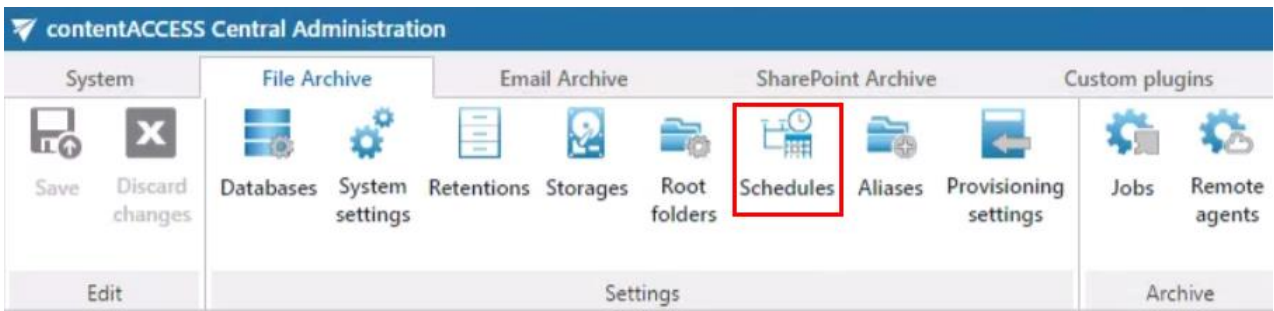 contentACCESS Central Administration
System File Archive Email Archive SharePoint Archive Custom plugins
Save Discard Databases System Retentions Storages Root Schedules Aliases Provisioning Jobs Remote
changes settings folders settings agents
Edit Settings Archive